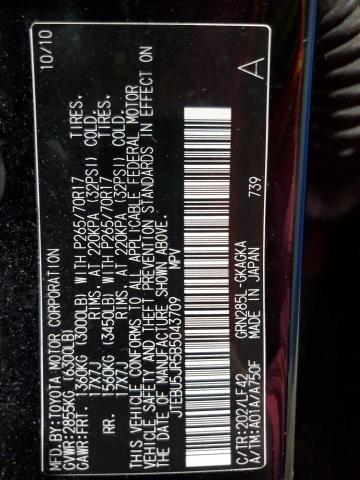 MFD.BY:TOYOTA MOTOR CORPORATION 10/10
GVWR:2855KG (6300LB)
GAWR:FRT. 1360KG (3000LB) WITH P265/70R17 TIRES.
17X7J RIMS. AT 220KPA (32PSI) COLD.
RR. 1560KG (3450LB) WITH P265/70R17 TIRES.
17X7J RIMS. AT 220KPA (32PSI) COLD.
THIS VEHICLE CONFORMS TO ALL APPLICABLE FEDERAL MOTOR
VEHICLE SAFETY, BUMPER, AND THEFT PREVENTION STANDARDS IN
EFFECT ON THE DATE OF MANUFACTURE SHOWN ABOVE.
JTEBU5JR5B5043709 MPV
C/TR:202/LF42 GRN285L-GKAGKA
A/TM:A01A/A750F MADE IN JAPAN 739
A